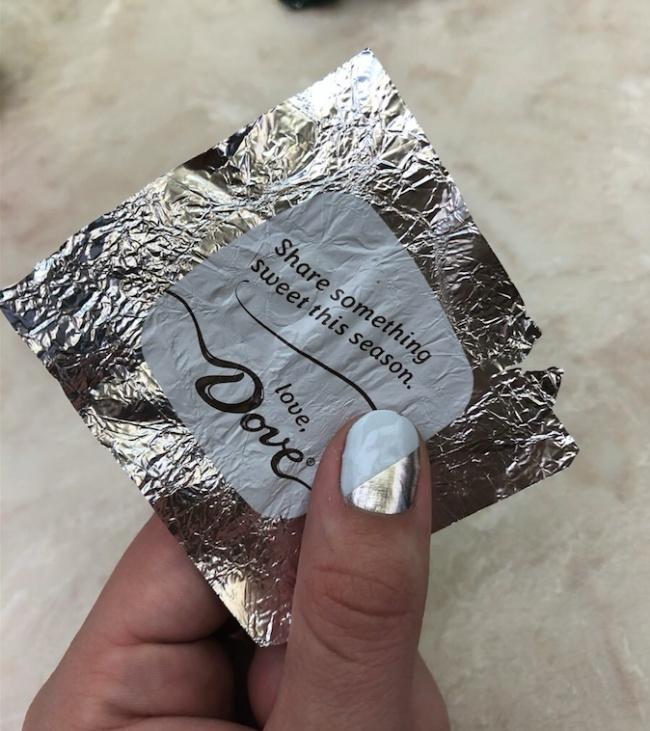 Share something
sweet this season.
love,
Dove®